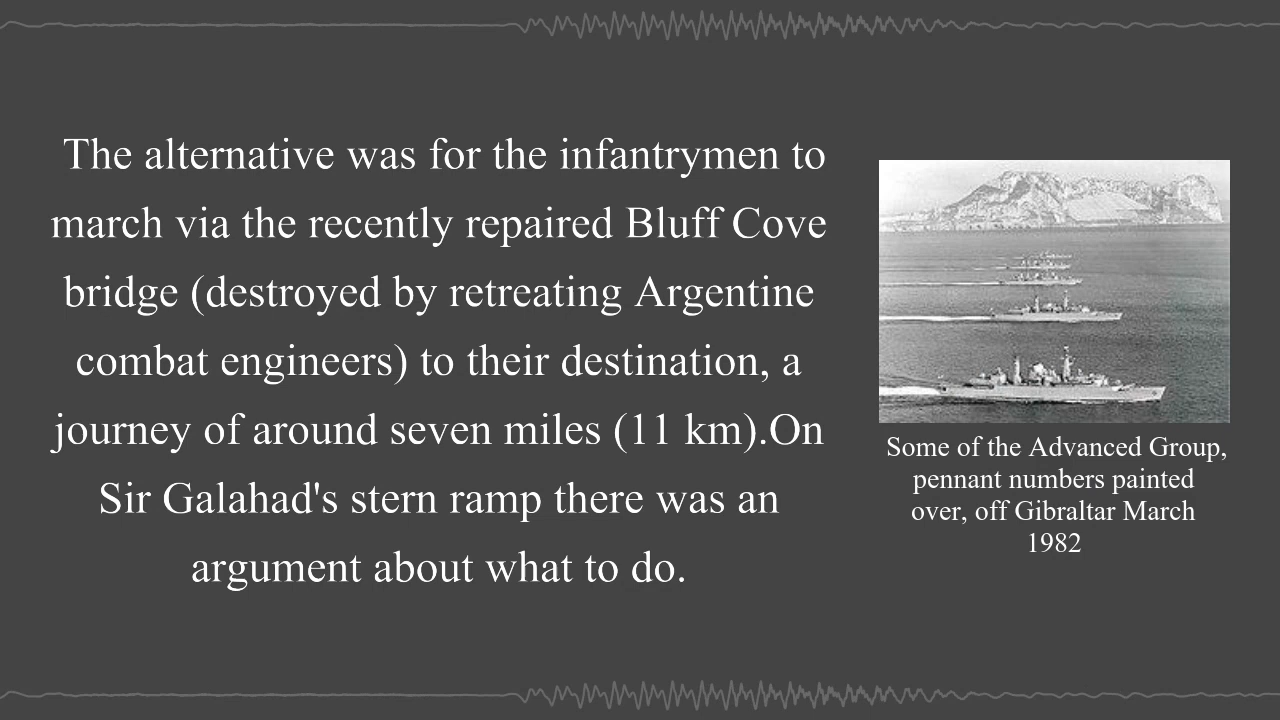 The alternative was for the infantrymen to
march via the recently repaired Bluff Cove
bridge (destroyed by retreating Argentine
combat engineers) to their destination, a
journey of around seven miles (11 km).On
Sir Galahad's stern ramp there was an
argument about what to do.
Some of the Advanced Group,
pennant numbers painted
over, off Gibraltar March
1982